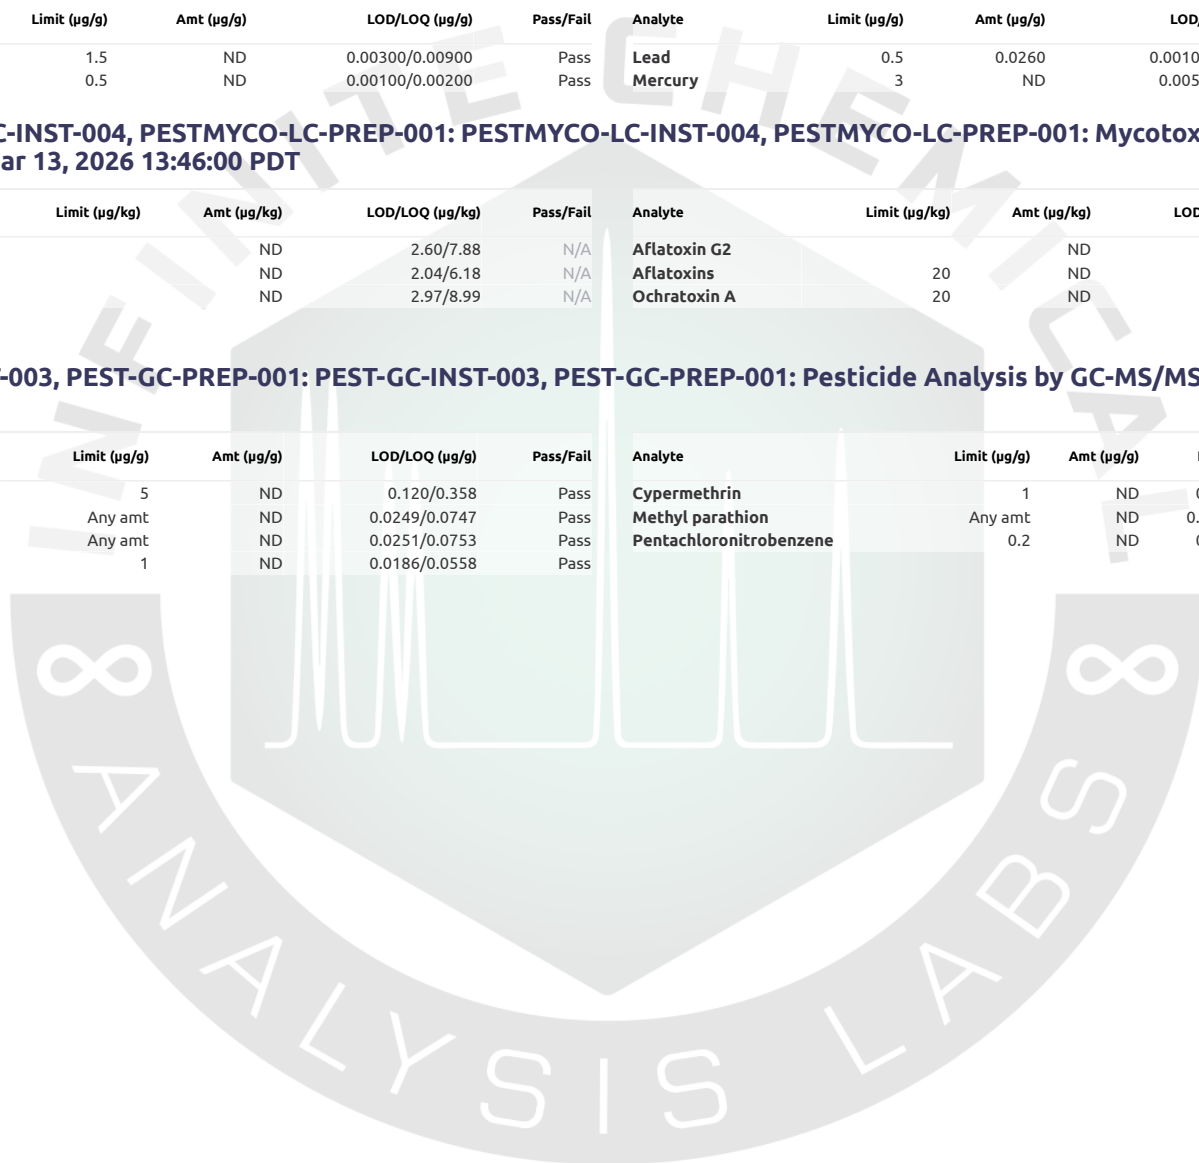 Limit (µg/g) Amt (µg/g) LOD/LOQ (µg/g) Pass/Fail Analyte Limit (µg/g) Amt (µg/g) LOD/
1.5 ND 0.00300/0.00900 Pass Lead 0.5 0.0260 0.0010
0.5 ND 0.00100/0.00200 Pass Mercury 3 ND 0.005
C-INST-004, PESTMYCO-LC-PREP-001: PESTMYCO-LC-INST-004, PESTMYCO-LC-PREP-001: Mycotox
ar 13, 2026 13:46:00 PDT
Limit (µg/kg) Amt (µg/kg) LOD/LOQ (µg/kg) Pass/Fail Analyte Limit (µg/kg) Amt (µg/kg) LOD
ND 2.60/7.88 N/A Aflatoxin G2 ND
ND 2.04/6.18 N/A Aflatoxins 20 ND
ND 2.97/8.99 N/A Ochratoxin A 20 ND
-003, PEST-GC-PREP-001: PEST-GC-INST-003, PEST-GC-PREP-001: Pesticide Analysis by GC-MS/MS
Limit (µg/g) Amt (µg/g) LOD/LOQ (µg/g) Pass/Fail Analyte Limit (µg/g) Amt (µg/g)
5 ND 0.120/0.358 Pass Cypermethrin 1 ND
Any amt ND 0.0249/0.0747 Pass Methyl parathion Any amt ND 0.
Any amt ND 0.0251/0.0753 Pass Pentachloronitrobenzene 0.2 ND
1 ND 0.0186/0.0558 Pass
INFINITE CHEMICAL
ANALYSIS LABS